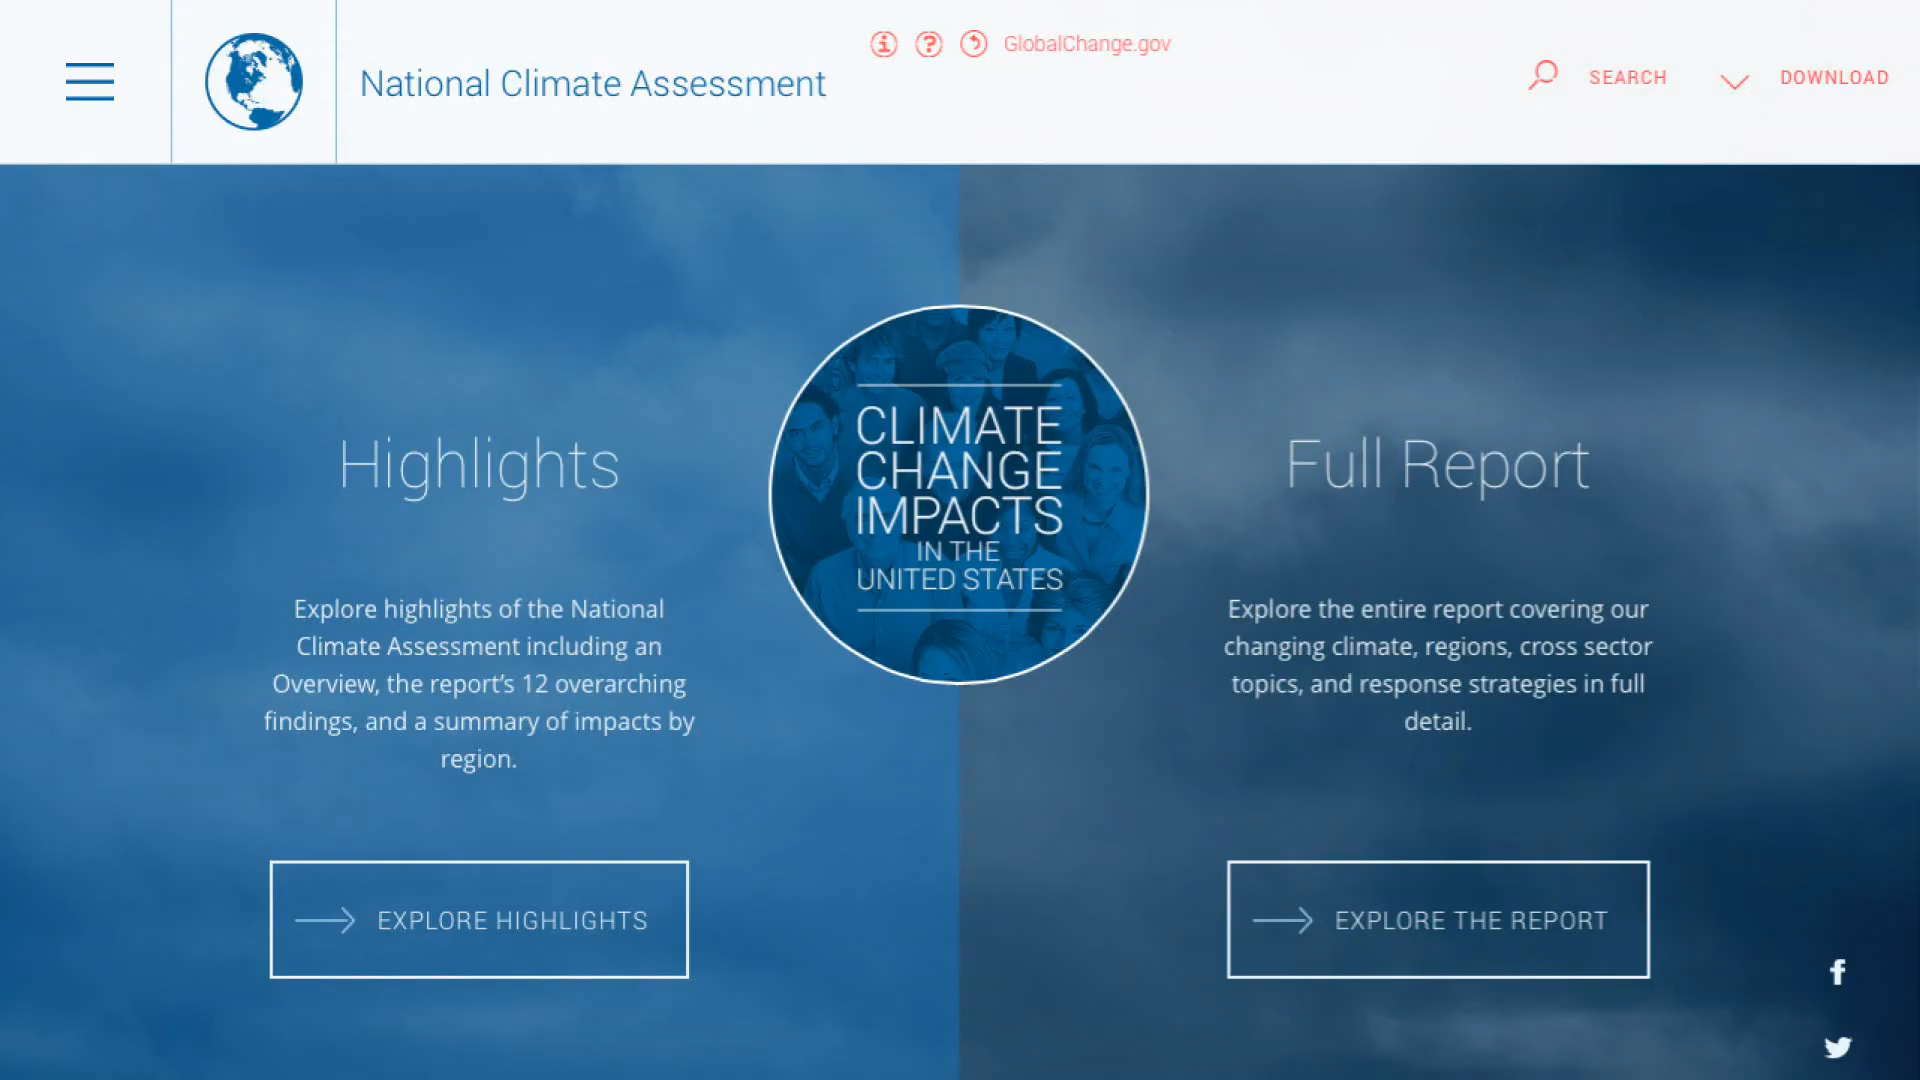 GlobalChange.gov
National Climate Assessment
SEARCH
DOWNLOAD
CLIMATE
CHANGE
IMPACTS
IN THE
UNITED STATES
Highlights
Explore highlights of the National
Climate Assessment including an
Overview, the report's 12 overarching
findings, and a summary of impacts by
region.
EXPLORE HIGHLIGHTS
Full Report
Explore the entire report covering our
changing climate, regions, cross sector
topics, and response strategies in full
detail.
EXPLORE THE REPORT